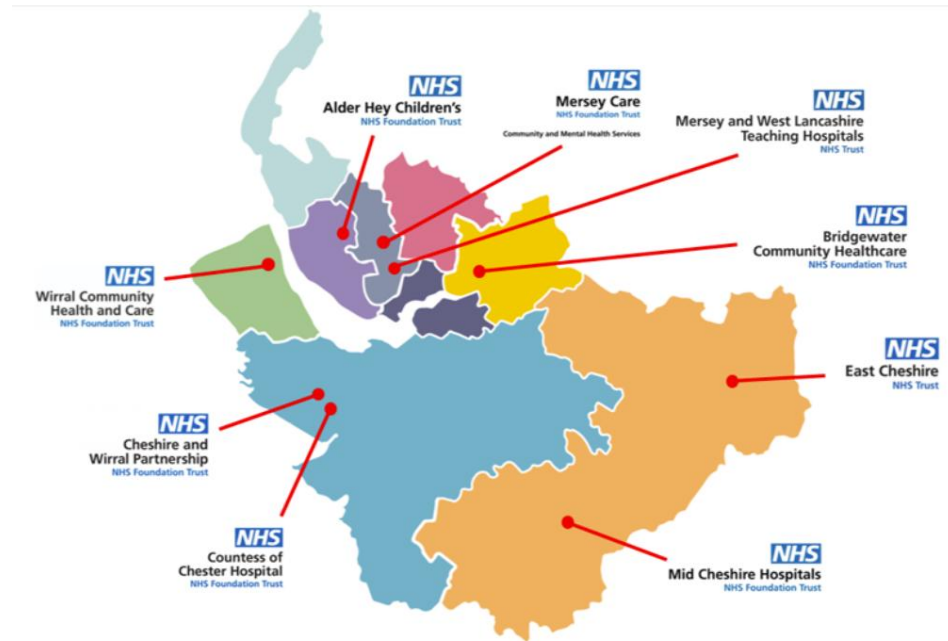 NHS
Alder Hey Children's
NHS Foundation Trust
NHS
Mersey Care
NHS Foundation Trust
Community and Mental Health Services
NHS
Mersey and West Lancashire
Teaching Hospitals
NHS Trust
NHS
Bridgewater
Community Healthcare
NHS Foundation Trust
NHS
Wirral Community
Health and Care
NHS Foundation Trust
NHS
East Cheshire
NHS Trust
NHS
Cheshire and
Wirral Partnership
NHS Foundation Trust
NHS
Countess of
Chester Hospital
NHS Foundation Trust
NHS
Mid Cheshire Hospitals
NHS Foundation Trust